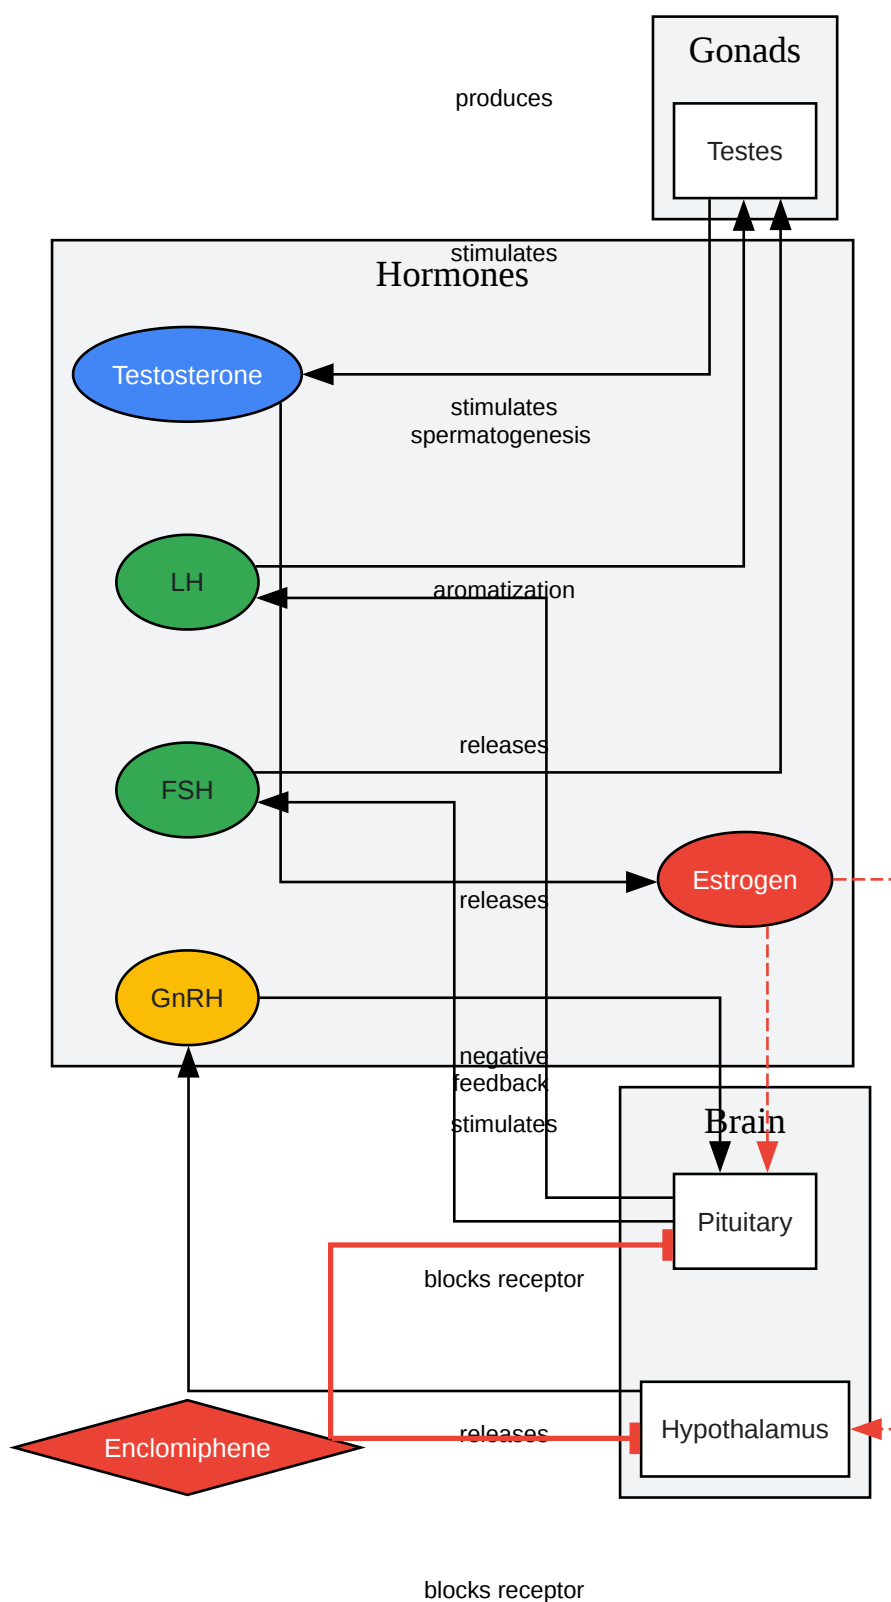 Gonads
produces
Testes
stimulates
Hormones
Testosterone
stimulates
spermatogenesis
LH
aromatization
releases
FSH
Estrogen
releases
GnRH
negative
feedback
Brain
stimulates
Pituitary
blocks receptor
Hypothalamus
releases
Enclomiphene
blocks receptor